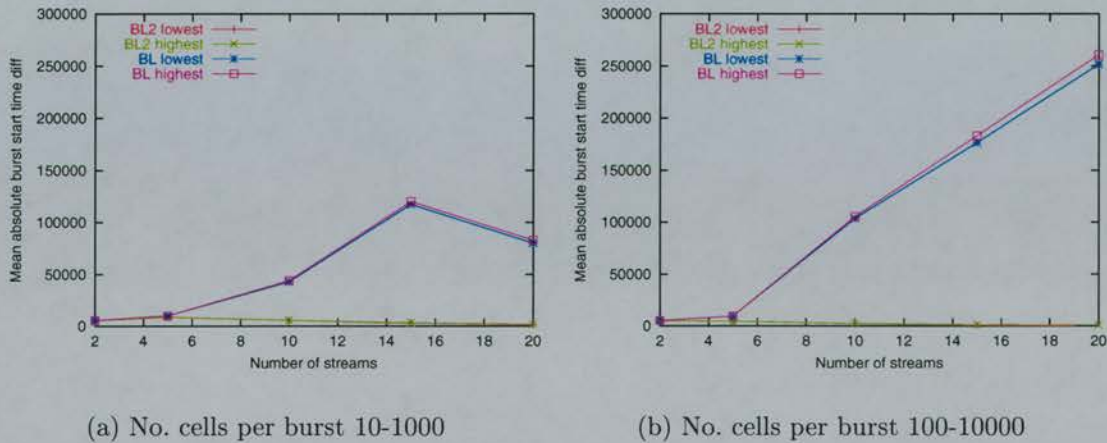 Mean absolute burst start time diff
300000
250000
200000
150000
100000
50000
0
BL2 lowest
BL2 highest
BL lowest
BL highest
2 4 6 8 10 12 14 16 18 20
Number of streams
(a) No. cells per burst 10-1000
Mean absolute burst start time diff
300000
250000
200000
150000
100000
50000
0
BL2 lowest
BL2 highest
BL lowest
BL highest
2 4 6 8 10 12 14 16 18 20
Number of streams
(b) No. cells per burst 100-10000